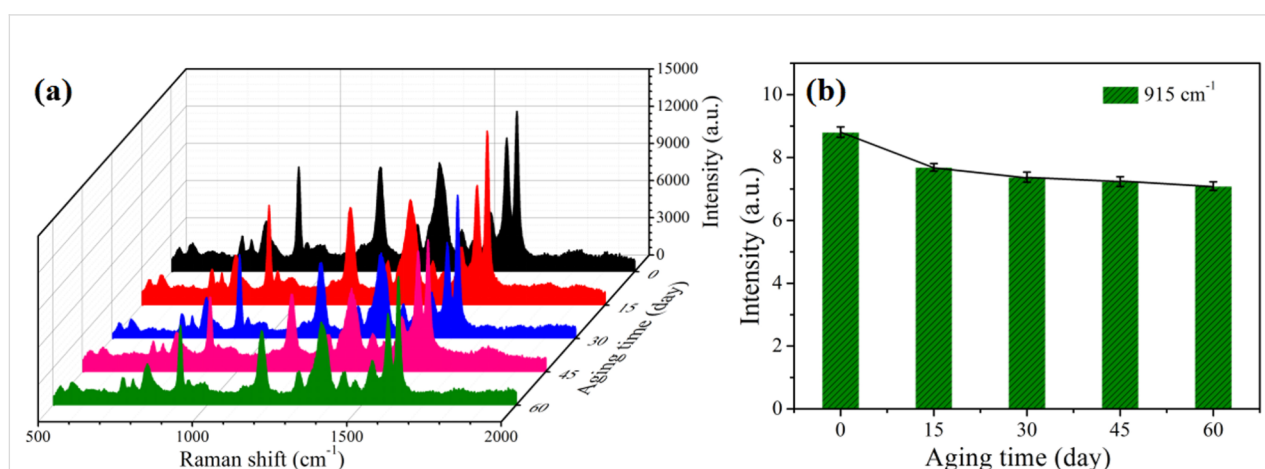 (a)
15000
12000
9000
6000
3000
0
Intensity (a.u.)
0
15
30
45
60
Aging time (day)
500
1000
1500
2000
Raman shift (cm-1)
(b)
915 cm-1
10
8
6
4
2
0
Intensity (a.u.)
0 15 30 45 60
Aging time (day)